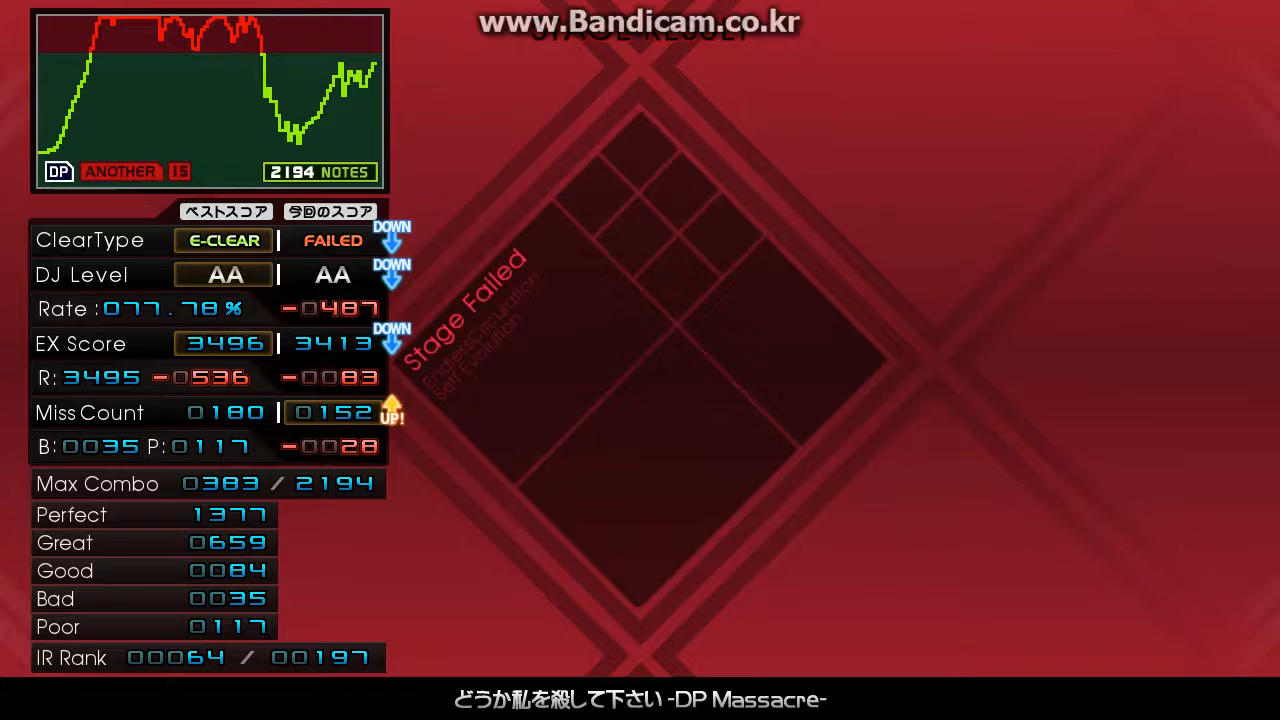 www.Bandicam.co.kr
STAGE RESULT
DP ANOTHER 15 2194 NOTES
ベストスコア 今回のスコア
ClearType E-CLEAR FAILED DOWN
DJ Level AA AA DOWN
Rate : 077.78% -0487
EX Score 3496 3413 DOWN
R: 3495 -0536 -0083
Miss Count 0180 0152 UP!
B: 0035 P: 0117 -0028
Max Combo 0383 / 2194
Perfect 1377
Great 0659
Good 0084
Bad 0035
Poor 0117
IR Rank 00064 / 00197
Stage Failed
Self Evolution
どうか私を殺して下さい -DP Massacre-